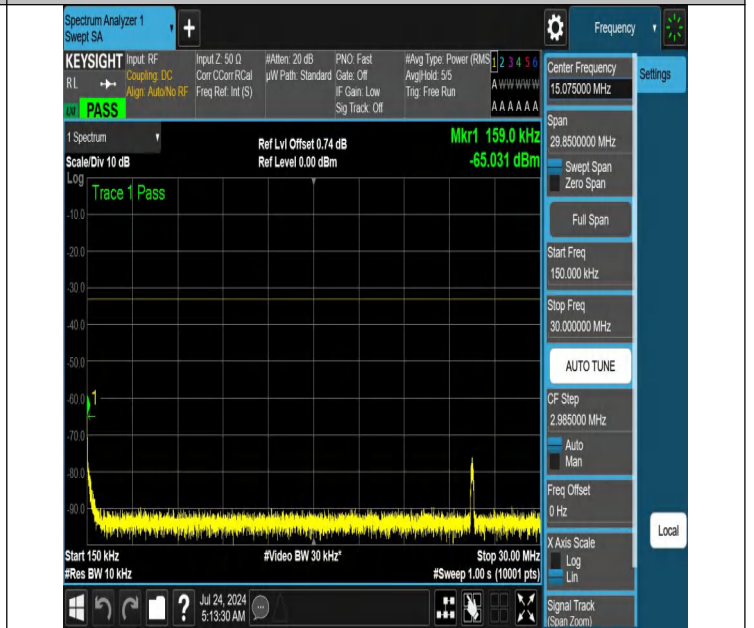 Spectrum Analyzer 1
Swept SA
+
Frequency
KEYSIGHT
RL
PASS
Input: RF
Coupling: DC
Align: Auto/No RF
Input Z: 50 Ω
Corr CCorr RCal
Freq Ref: Int (S)
#Atten: 20 dB
µW Path: Standard
PNO: Fast
Gate: Off
IF Gain: Low
Sig Track: Off
#Avg Type: Power (RMS
Avg|Hold: 5/5
Trig: Free Run
1 2 3 4 5 6
A W W W W W
A A A A A A
1 Spectrum
Scale/Div 10 dB
Ref Lvl Offset 0.74 dB
Ref Level 0.00 dBm
Mkr1 159.0 kHz
-65.031 dBm
Log
Trace 1 Pass
-10.0
-20.0
-30.0
-40.0
-50.0
-60.0
-70.0
-80.0
-90.0
1
Start 150 kHz
#Res BW 10 kHz
#Video BW 30 kHz*
Stop 30.00 MHz
#Sweep 1.00 s (10001 pts)
?
Jul 24, 2024
5:13:30 AM
Center Frequency
15.075000 MHz
Settings
Span
29.8500000 MHz
Swept Span
Zero Span
Full Span
Start Freq
150.000 kHz
Stop Freq
30.000000 MHz
AUTO TUNE
CF Step
2.985000 MHz
Auto
Man
Freq Offset
0 Hz
Local
X Axis Scale
Log
Lin
Signal Track
(Span Zoom)